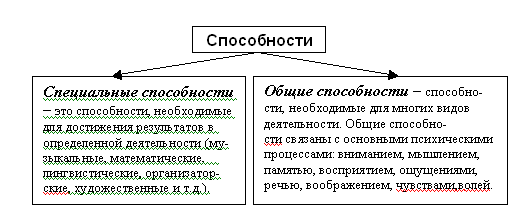 Способности
Специальные способности
– это способности, необходимые
для достижения результатов в
определенной деятельности (му-
зыкальные, математические,
лингвистические, организатор-
ские, художественные и т.д.).
Общие способности – способно-
сти, необходимые для многих видов
деятельности. Общие способно-
сти связаны с основными психическими
процессами: вниманием, мышлением,
памятью, восприятием, ощущениями,
речью, воображением, чувствами,волей.